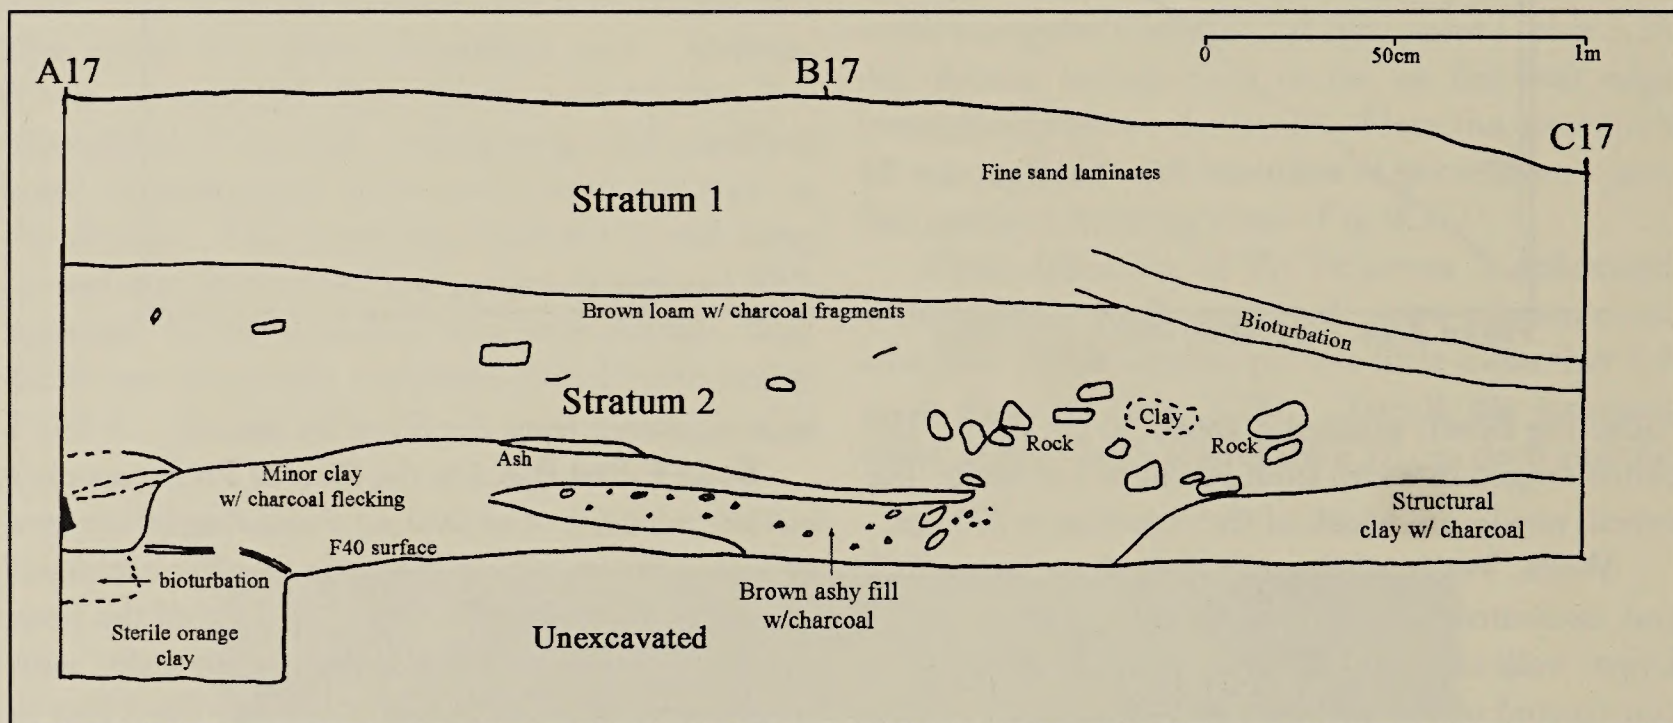 0 50cm 1m
A17 B17 C17
Fine sand laminates
Stratum 1
Brown loam w/ charcoal fragments
Bioturbation
Stratum 2
Clay
Rock
Rock
Ash
Minor clay
w/ charcoal flecking
Structural
clay w/ charcoal
F40 surface
bioturbation
Brown ashy fill
w/charcoal
Sterile orange
clay
Unexcavated